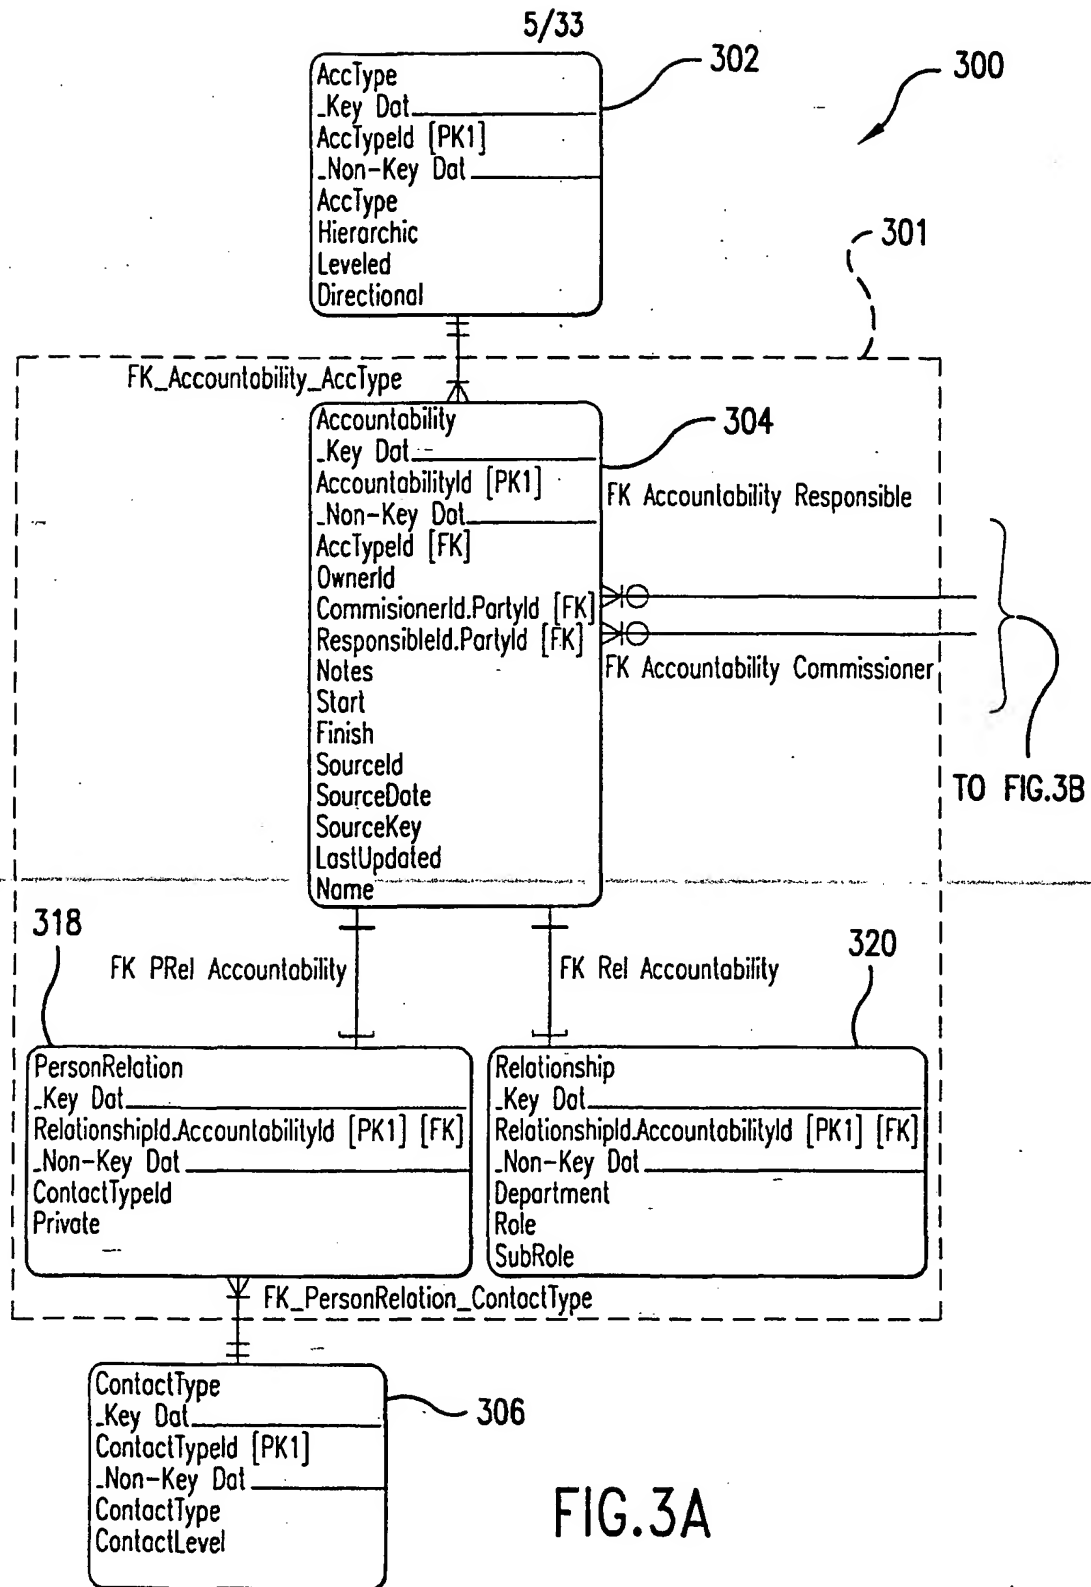 5/33
302
300
AccType
_Key Dat
AccTypeId [PK1]
_Non-Key Dat
AccType
Hierarchic
Leveled
Directional
301
FK_Accountability_AccType
304
Accountability
_Key Dat
AccountabilityId [PK1]
_Non-Key Dat
AccTypeId [FK]
OwnerId
CommisionerId.PartyId [FK]
ResponsibleId.PartyId [FK]
Notes
Start
Finish
SourceId
SourceDate
SourceKey
LastUpdated
Name
FK Accountability Responsible
FK Accountability Commissioner
TO FIG.3B
318
FK PRel Accountability
FK Rel Accountability
320
PersonRelation
_Key Dat
RelationshipId.AccountabilityId [PK1] [FK]
_Non-Key Dat
ContactTypeId
Private
Relationship
_Key Dat
RelationshipId.AccountabilityId [PK1] [FK]
_Non-Key Dat
Department
Role
SubRole
FK_PersonRelation_ContactType
306
ContactType
_Key Dat
ContactTypeId [PK1]
_Non-Key Dat
ContactType
ContactLevel
FIG.3A